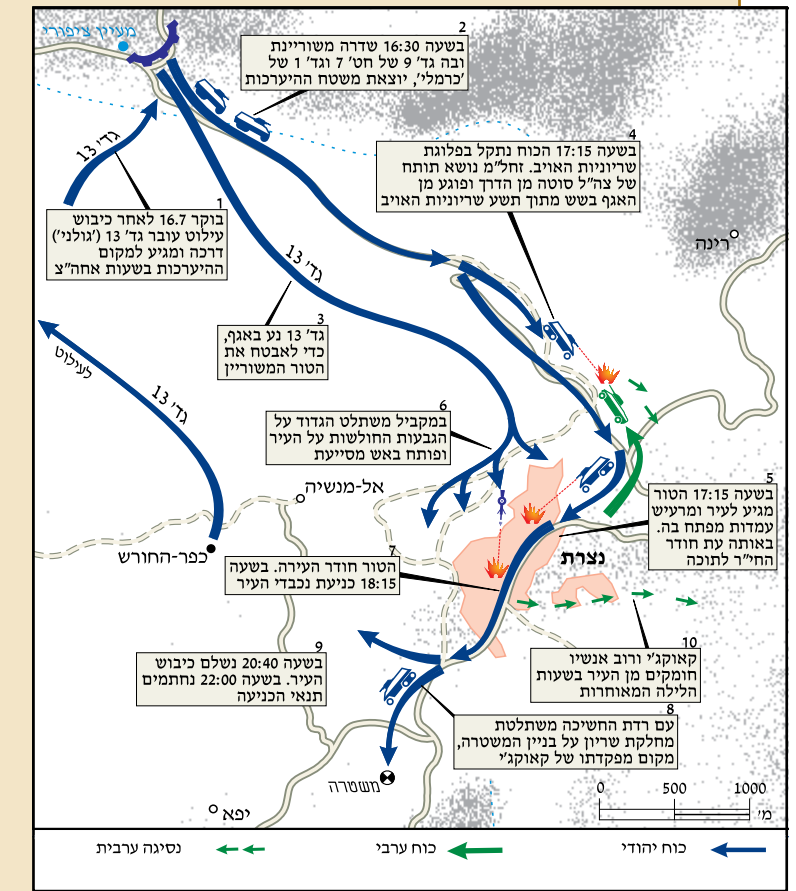 מעיין ציפורי
2
בשעה 16:30 שדרה משוריינת
ובה גד' 9 של חט' 7 וגד' 1 של
'כרמלי', יוצאת משטח ההיערכות
גד' 13
1
בוקר 16.7 לאחר כיבוש
עילוט עובר גד' 13 ('גולני')
דרכה ומגיע למקום
ההיערכות בשעות אחה"צ
4
בשעה 17:15 הכוח נתקל בפלוגת
שריוניות האויב. זחל"מ נושא תותח
של צה"ל סוטה מן הדרך ופוגע מן
האגף בשש מתוך תשע שריוניות האויב
רינה
גד' 13
3
גד' 13 נע באגף,
כדי לאבטח את
הטור המשוריין
לעילוט
גד' 13
6
במקביל משתלט הגדוד על
הגבעות החולשות על העיר
ופותח באש מסייעת
אל-מנשיה
5
בשעה 17:15 הטור
מגיע לעיר ומרעיש
עמדות מפתח בה.
באותה עת חודר
החי"ר לתוכה
כפר-החורש
נצרת
7
הטור חודר העירה. בשעה
18:15 כניעת נכבדי העיר
10
קאוקג'י ורוב אנשיו
חומקים מן העיר בשעות
הלילה המאוחרות
9
בשעה 20:40 נשלם כיבוש
העיר. בשעה 22:00 נחתמים
תנאי הכניעה
8
עם רדת החשיכה משתלטת
מחלקת שריון על בניין המשטרה,
מקום מפקדתו של קאוקג'י
משטרה
יפא
0 500 1000
מ'
כוח יהודי
כוח ערבי
נסיגה ערבית